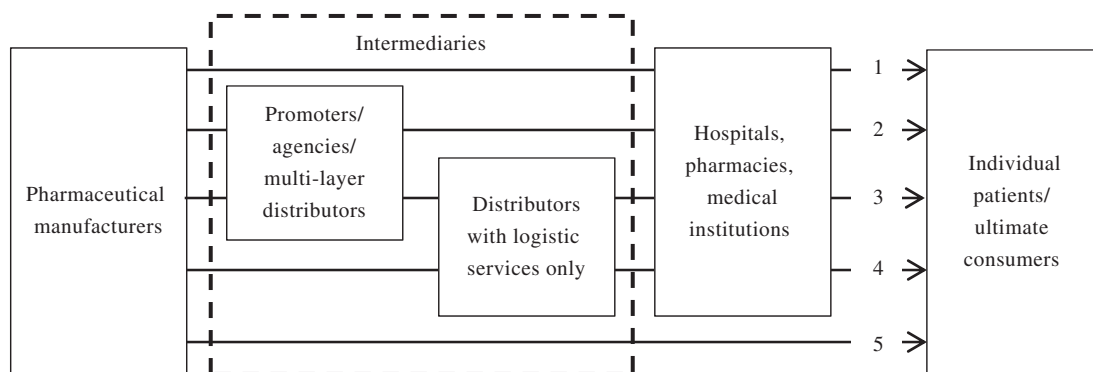 Intermediaries
Pharmaceutical
manufacturers
Promoters/
agencies/
multi-layer
distributors
Distributors
with logistic
services only
Hospitals,
pharmacies,
medical
institutions
1
2
3
4
5
Individual
patients/
ultimate
consumers